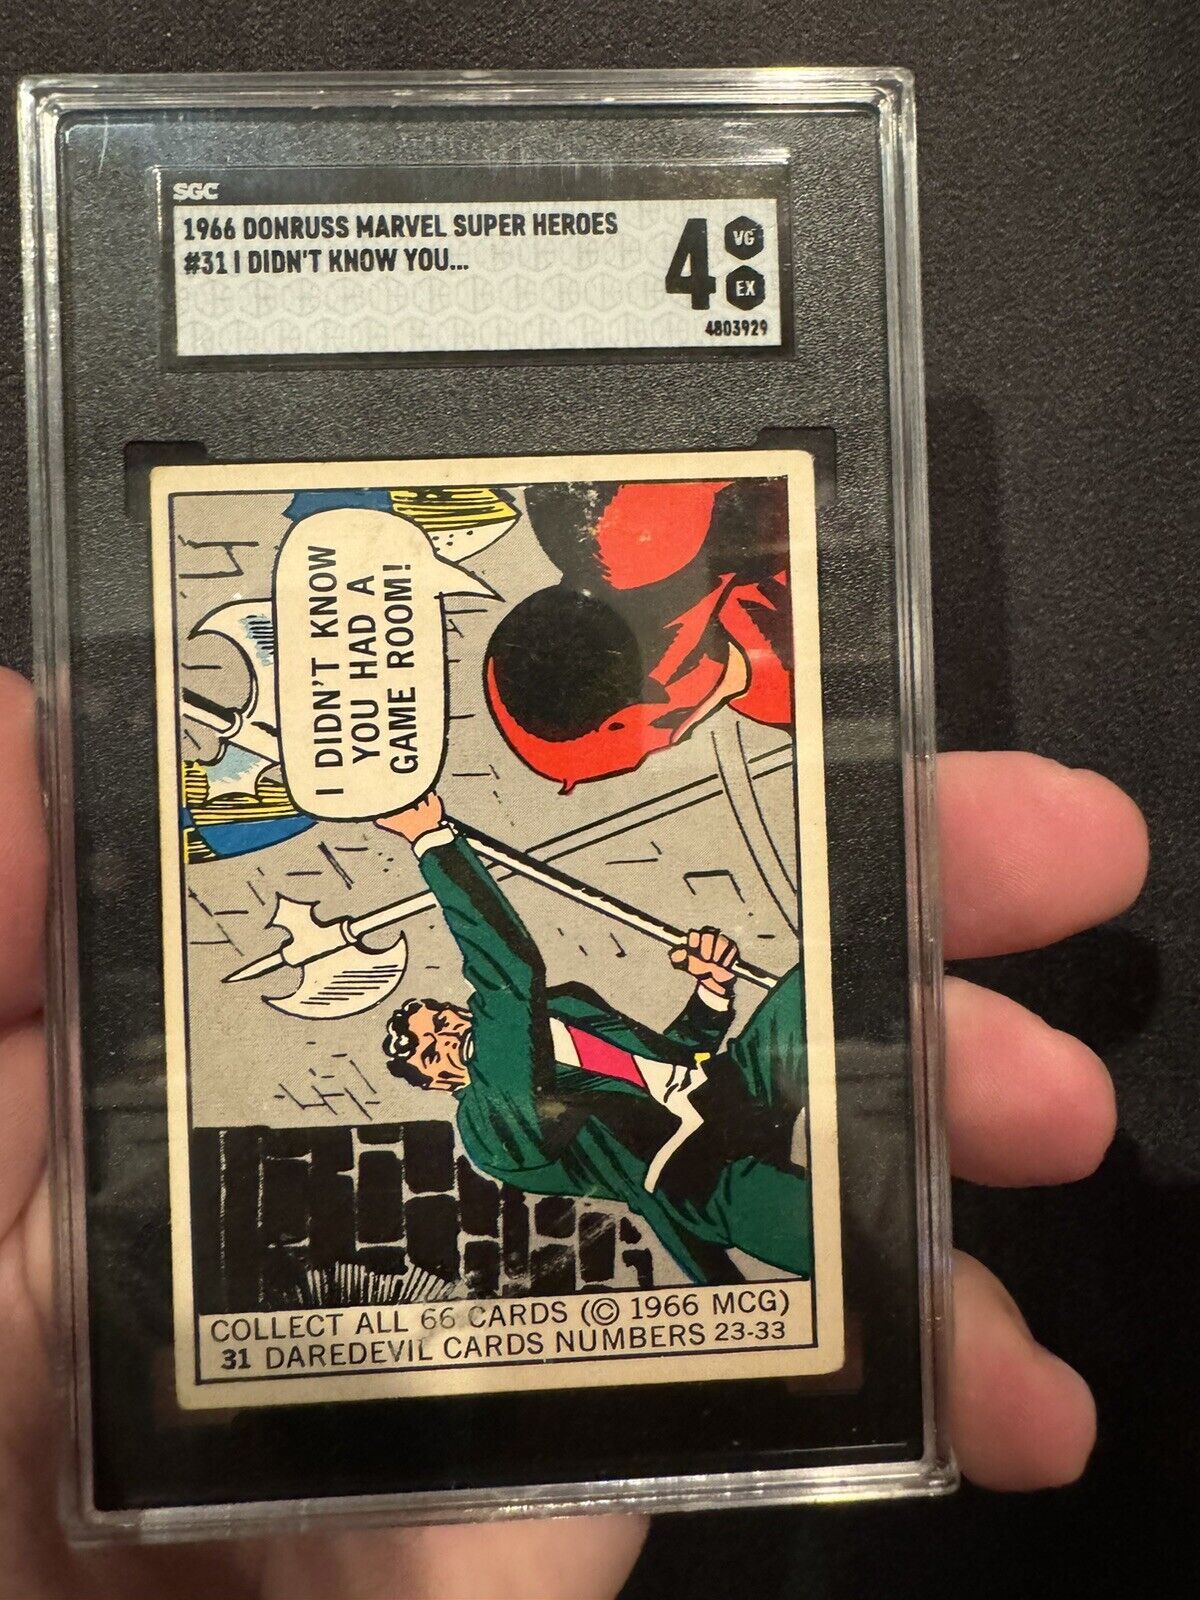 SGC
1966 DONRUSS MARVEL SUPER HEROES
#31 I DIDN'T KNOW YOU...
4
VG
EX
4803929
I DIDN'T KNOW
YOU HAD A
GAME ROOM!
COLLECT ALL 66 CARDS (© 1966 MCG)
31 DAREDEVIL CARDS NUMBERS 23-33